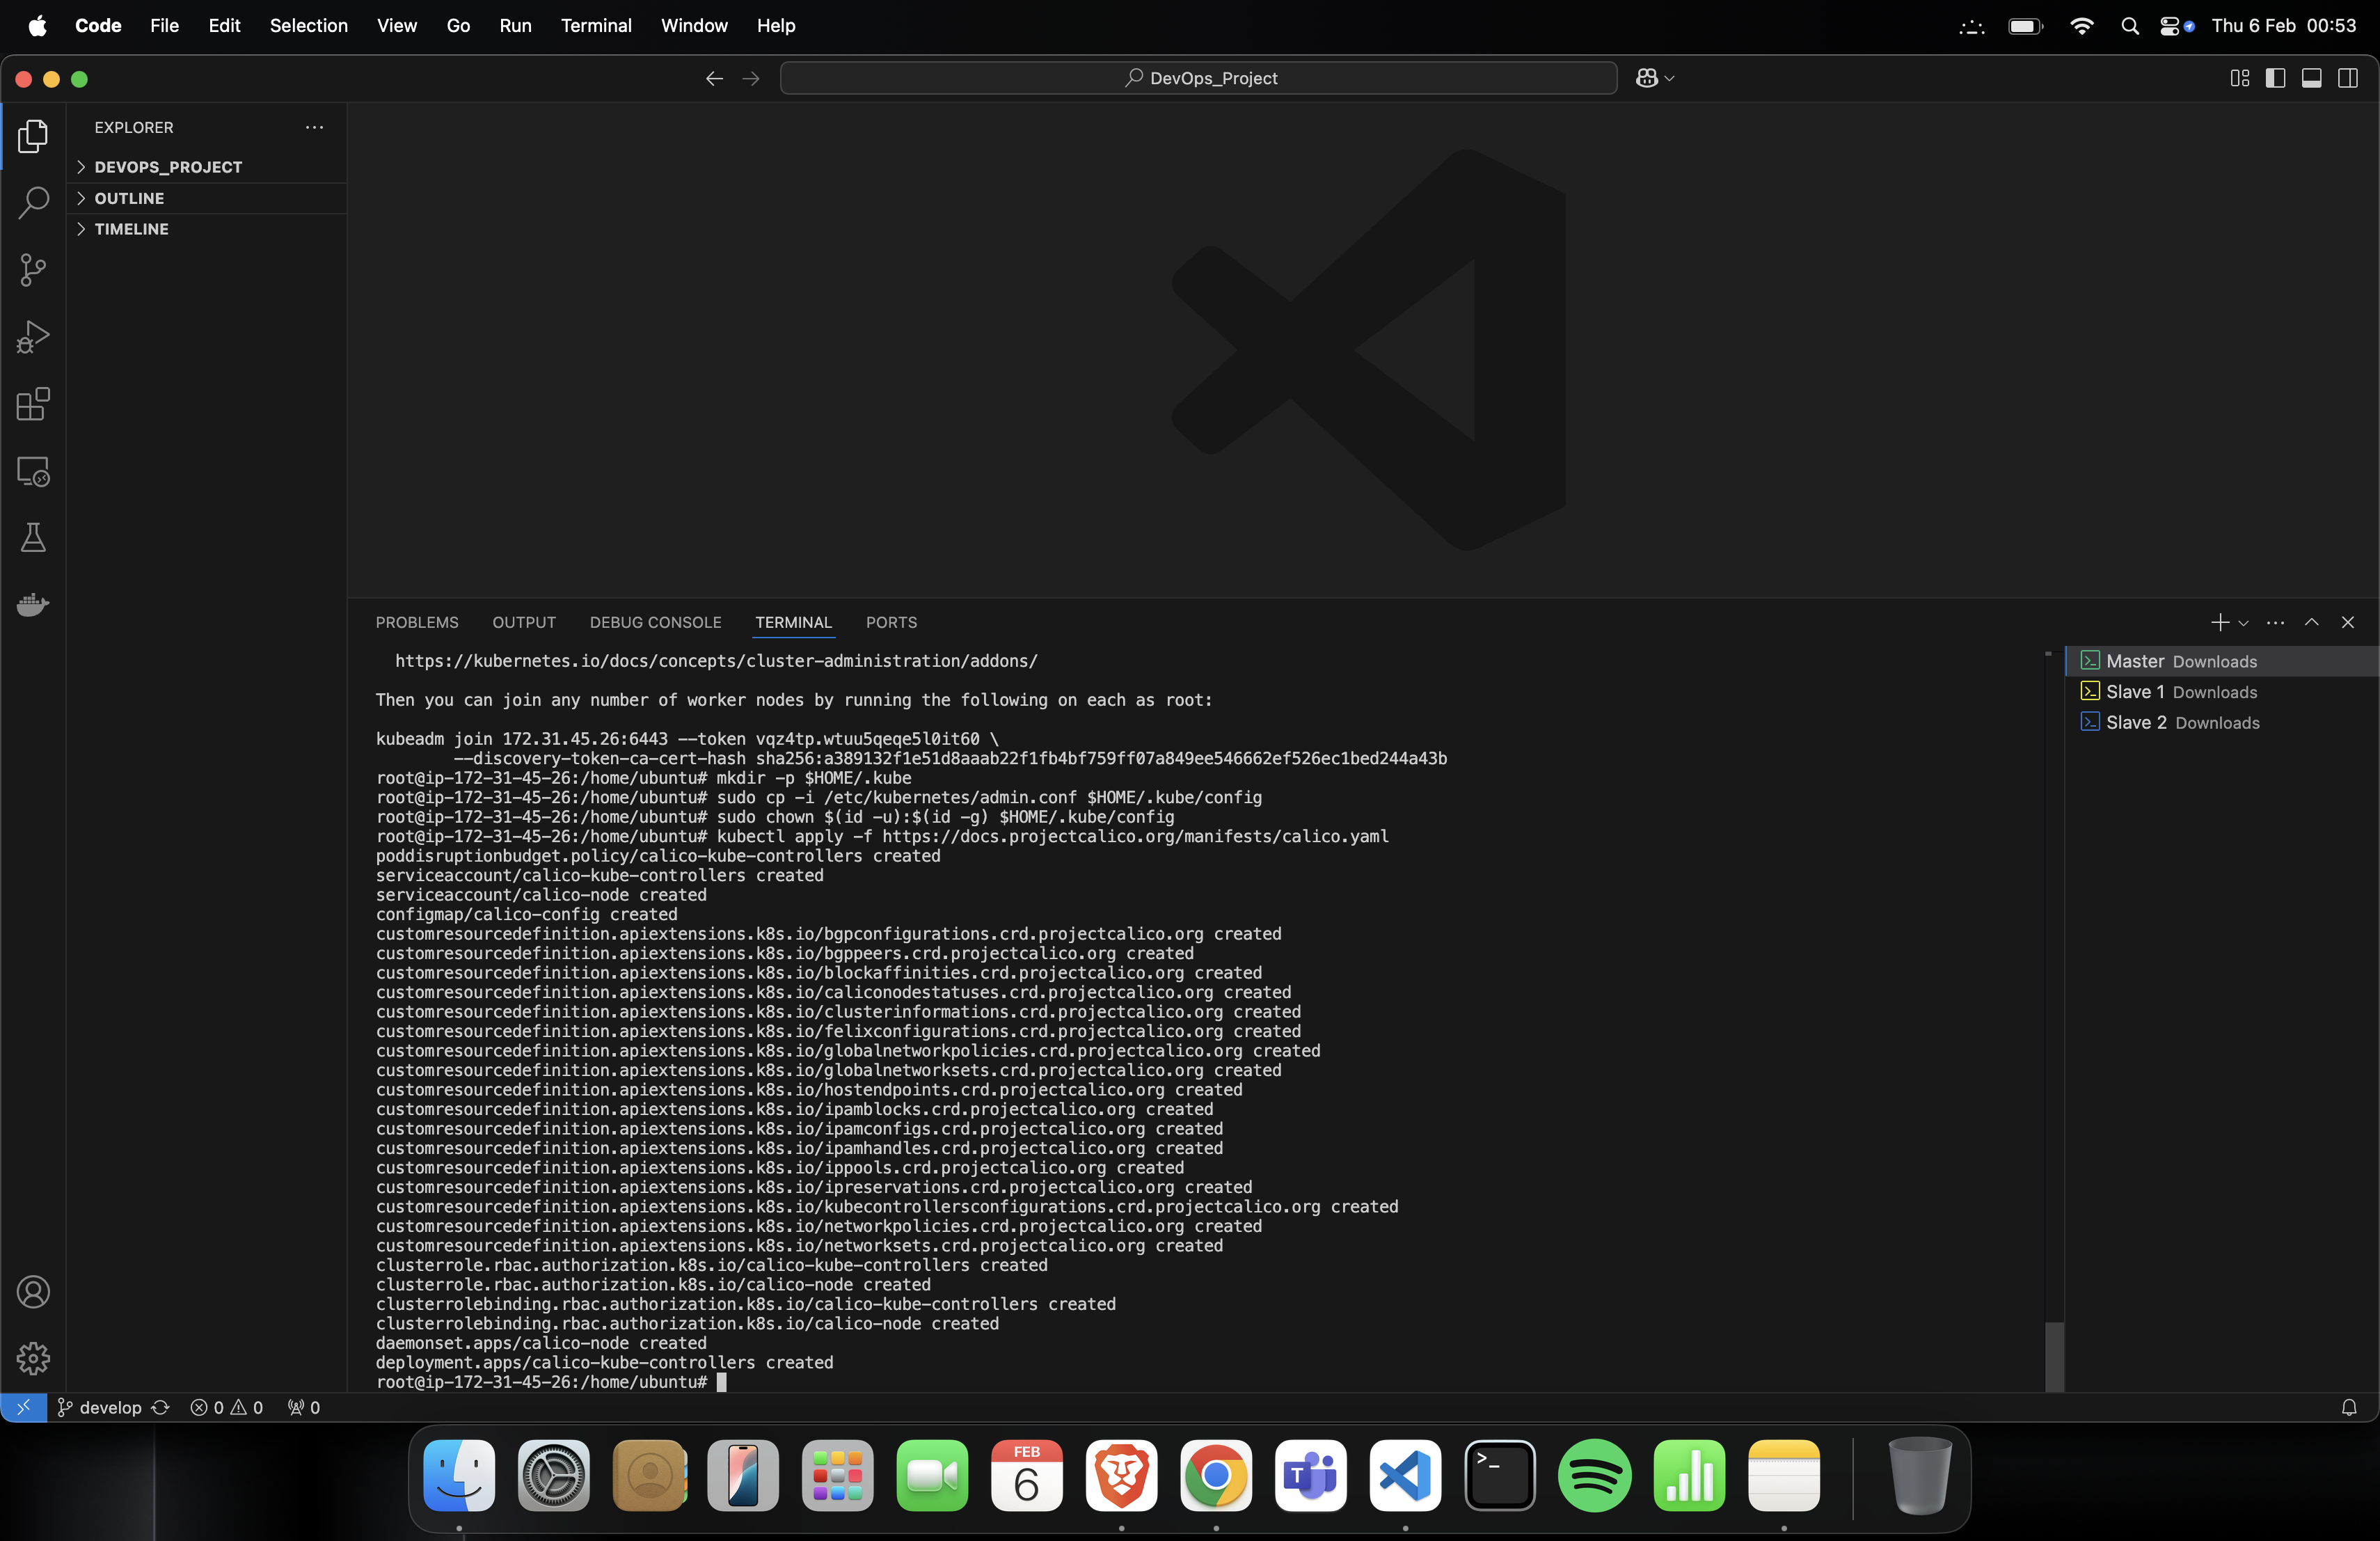 Code File Edit Selection View Go Run Terminal Window Help Thu 6 Feb 00:53
DevOps_Project
EXPLORER
DEVOPS_PROJECT
OUTLINE
TIMELINE
PROBLEMS OUTPUT DEBUG CONSOLE TERMINAL PORTS
https://kubernetes.io/docs/concepts/cluster-administration/addons/
Then you can join any number of worker nodes by running the following on each as root:
kubeadm join 172.31.45.26:6443 --token vqz4tp.wtuu5qeqe5l0it60 \
--discovery-token-ca-cert-hash sha256:a389132f1e51d8aaab22f1fb4bf759ff07a849ee546662ef526ec1bed244a43b
root@ip-172-31-45-26:/home/ubuntu# mkdir -p $HOME/.kube
root@ip-172-31-45-26:/home/ubuntu# sudo cp -i /etc/kubernetes/admin.conf $HOME/.kube/config
root@ip-172-31-45-26:/home/ubuntu# sudo chown $(id -u):$(id -g) $HOME/.kube/config
root@ip-172-31-45-26:/home/ubuntu# kubectl apply -f https://docs.projectcalico.org/manifests/calico.yaml
poddisruptionbudget.policy/calico-kube-controllers created
serviceaccount/calico-kube-controllers created
serviceaccount/calico-node created
configmap/calico-config created
customresourcedefinition.apiextensions.k8s.io/bgpconfigurations.crd.projectcalico.org created
customresourcedefinition.apiextensions.k8s.io/bgppeers.crd.projectcalico.org created
customresourcedefinition.apiextensions.k8s.io/blockaffinities.crd.projectcalico.org created
customresourcedefinition.apiextensions.k8s.io/caliconodestatuses.crd.projectcalico.org created
customresourcedefinition.apiextensions.k8s.io/clusterinformations.crd.projectcalico.org created
customresourcedefinition.apiextensions.k8s.io/felixconfigurations.crd.projectcalico.org created
customresourcedefinition.apiextensions.k8s.io/globalnetworkpolicies.crd.projectcalico.org created
customresourcedefinition.apiextensions.k8s.io/globalnetworksets.crd.projectcalico.org created
customresourcedefinition.apiextensions.k8s.io/hostendpoints.crd.projectcalico.org created
customresourcedefinition.apiextensions.k8s.io/ipamblocks.crd.projectcalico.org created
customresourcedefinition.apiextensions.k8s.io/ipamconfigs.crd.projectcalico.org created
customresourcedefinition.apiextensions.k8s.io/ipamhandles.crd.projectcalico.org created
customresourcedefinition.apiextensions.k8s.io/ippools.crd.projectcalico.org created
customresourcedefinition.apiextensions.k8s.io/ipreservations.crd.projectcalico.org created
customresourcedefinition.apiextensions.k8s.io/kubecontrollersconfigurations.crd.projectcalico.org created
customresourcedefinition.apiextensions.k8s.io/networkpolicies.crd.projectcalico.org created
customresourcedefinition.apiextensions.k8s.io/networksets.crd.projectcalico.org created
clusterrole.rbac.authorization.k8s.io/calico-kube-controllers created
clusterrole.rbac.authorization.k8s.io/calico-node created
clusterrolebinding.rbac.authorization.k8s.io/calico-kube-controllers created
clusterrolebinding.rbac.authorization.k8s.io/calico-node created
daemonset.apps/calico-node created
deployment.apps/calico-kube-controllers created
root@ip-172-31-45-26:/home/ubuntu#
Master Downloads
Slave 1 Downloads
Slave 2 Downloads
develop 0 0 0
FEB
6
T
>_